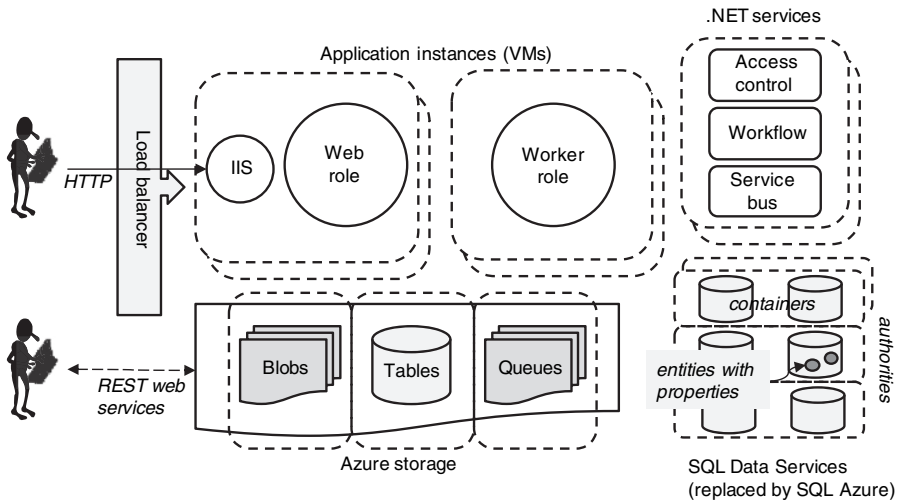 .NET services
Application instances (VMs)
Access
control
Load balancer
IIS
Web
role
Worker
role
Workflow
HTTP
Service
bus
containers
authorities
REST web
services
Blobs
Tables
Queues
entities with
properties
Azure storage
SQL Data Services
(replaced by SQL Azure)